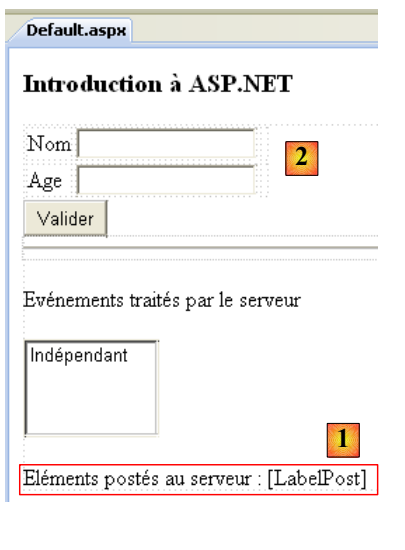 Default.aspx
Introduction à ASP.NET
Nom
2
Age
Valider
Evénements traités par le serveur
Indépendant
1
Eléments postés au serveur : [LabelPost]